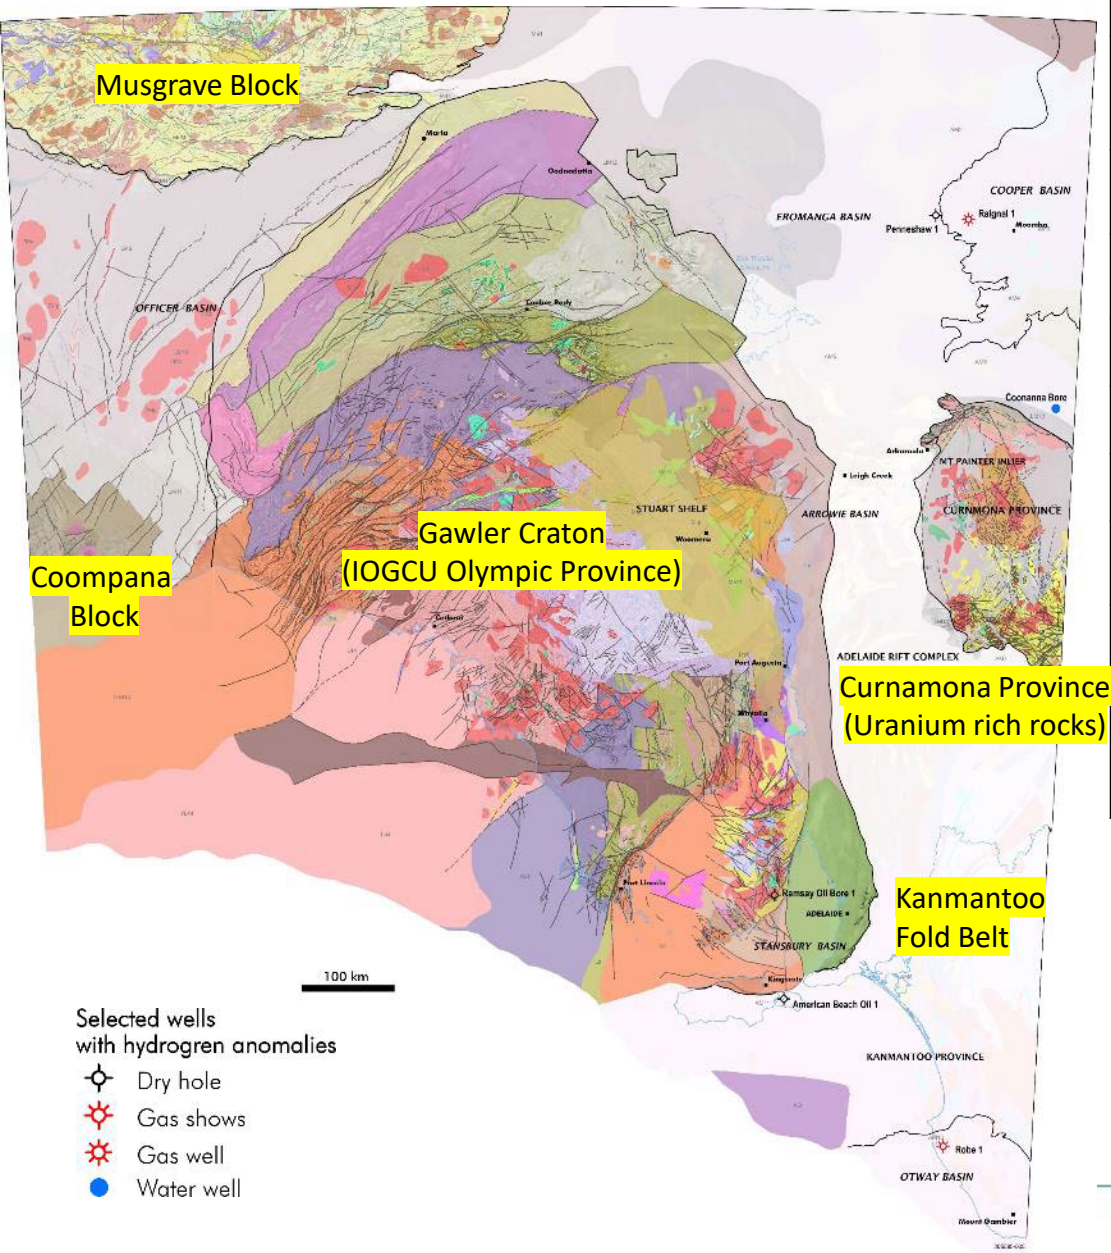 Musgrave Block
Marla
Oodnadatta
COOPER BASIN
FROMANGA BASIN
Ralgnal 1
Penneshaw 1
Moomba
OFFICER BASIN
Coober Pedy
Coonanna Bore
Arkaroola
MT PAINTER INLIER
Leigh Creek
STUART SHELF
ARROWIE BASIN
CURNMONA PROVINCE
Woomera
Gawler Craton
(IOGCU Olympic Province)
Coompana
Block
Ceduna
ADELAIDE RIFT COMPLEX
Port Augusta
Curnamona Province
(Uranium rich rocks)
Whyalla
Port Lincoln
Ramsay Oll Bore 1
ADELAIDE
Kanmantoo
Fold Belt
STANSBURY BASIN
100 km
Kingscote
American Beach Oil 1
Selected wells
with hydrogren anomalies
Dry hole
Gas shows
Gas well
Water well
KANMANTOO PROVINCE
Robe 1
OTWAY BASIN
Mount Gambier